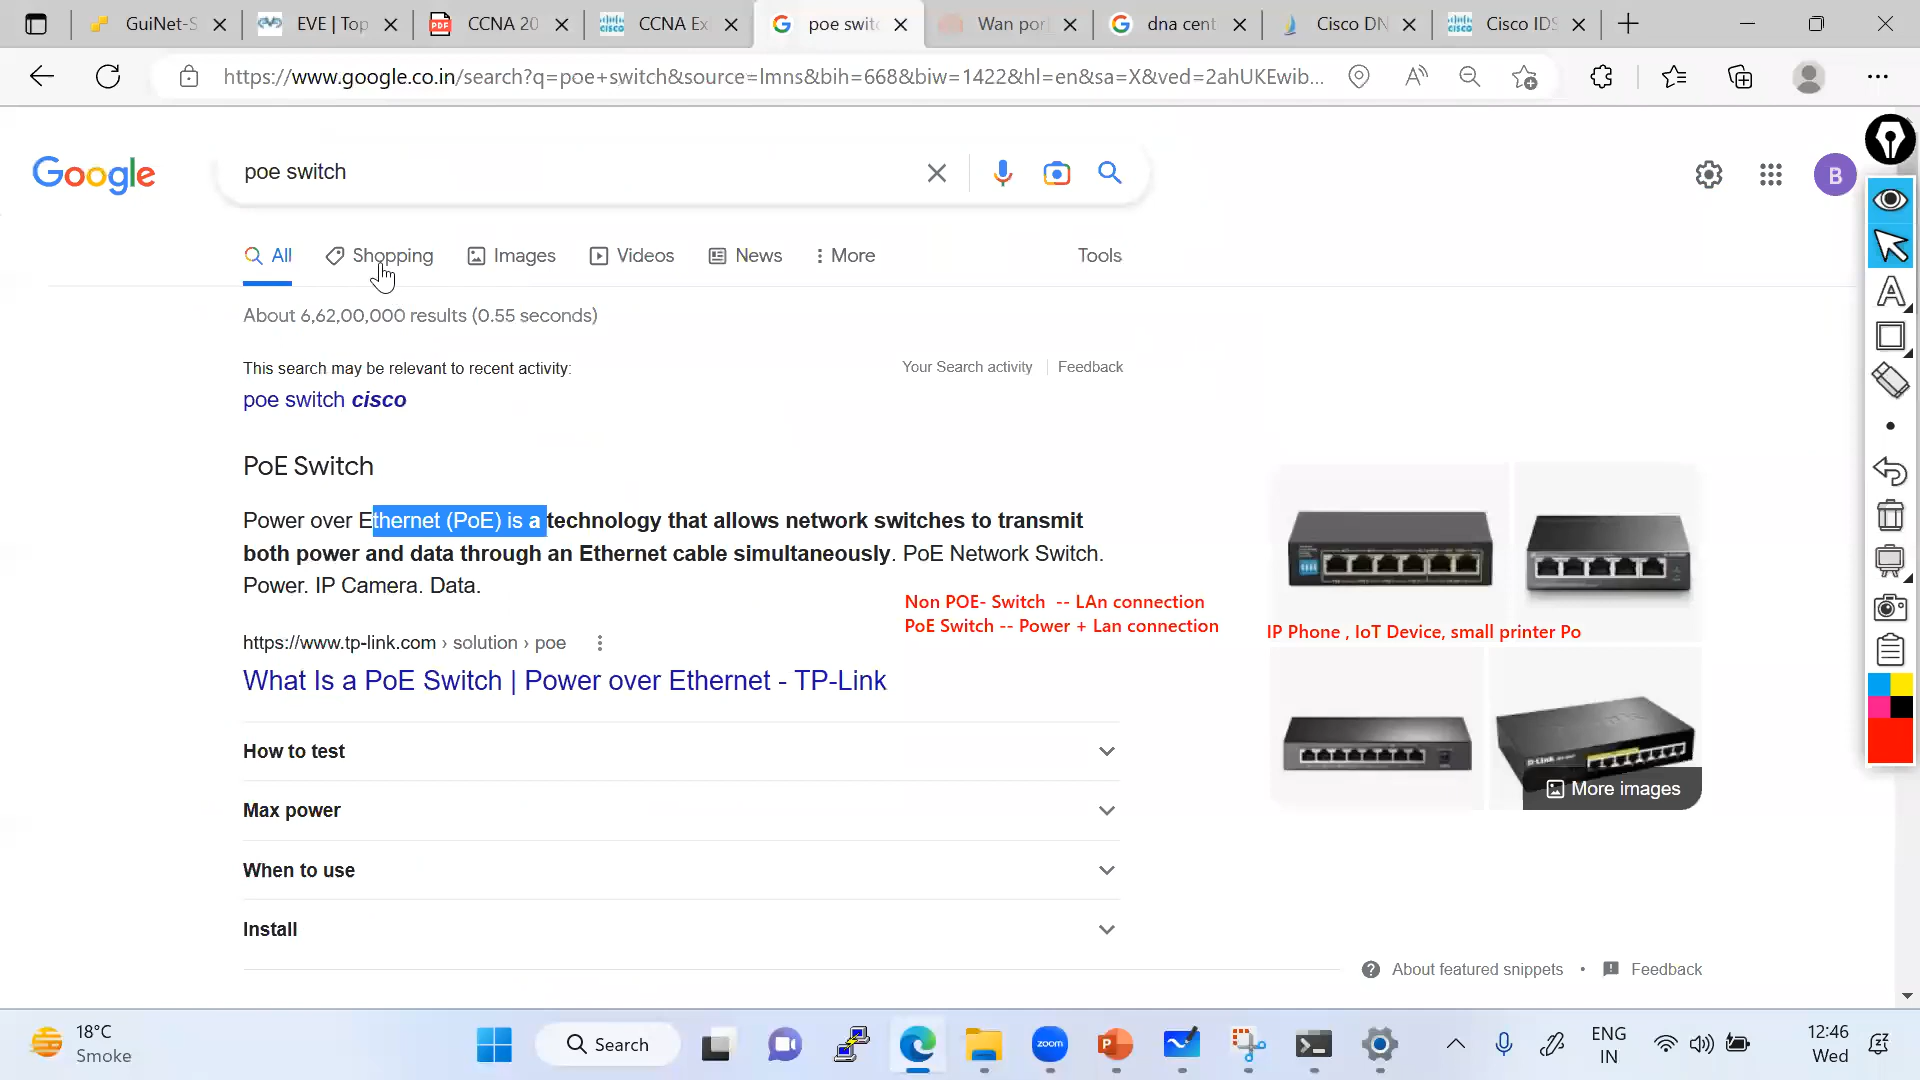 GuiNet-S
EVE | Top
CCNA 20
CCNA Ex
poe swit
Wan por
dna cent
Cisco DN
Cisco IDS
https://www.google.co.in/search?q=poe+switch&source=lmns&bih=668&biw=1422&hl=en&sa=X&ved=2ahUKEwib...
Google
poe switch
B
All
Shopping
Images
Videos
News
More
Tools
About 6,62,00,000 results (0.55 seconds)
This search may be relevant to recent activity:
Your Search activity
Feedback
poe switch cisco
PoE Switch
Power over Ethernet (PoE) is a technology that allows network switches to transmit
both power and data through an Ethernet cable simultaneously. PoE Network Switch.
Power. IP Camera. Data.
Non POE- Switch -- LAn connection
PoE Switch -- Power + Lan connection
IP Phone , IoT Device, small printer Po
https://www.tp-link.com › solution › poe
What Is a PoE Switch | Power over Ethernet - TP-Link
D-Link
More images
How to test
Max power
When to use
Install
About featured snippets
•
Feedback
18°C
Smoke
Search
zoom
ENG
IN
12:46
Wed